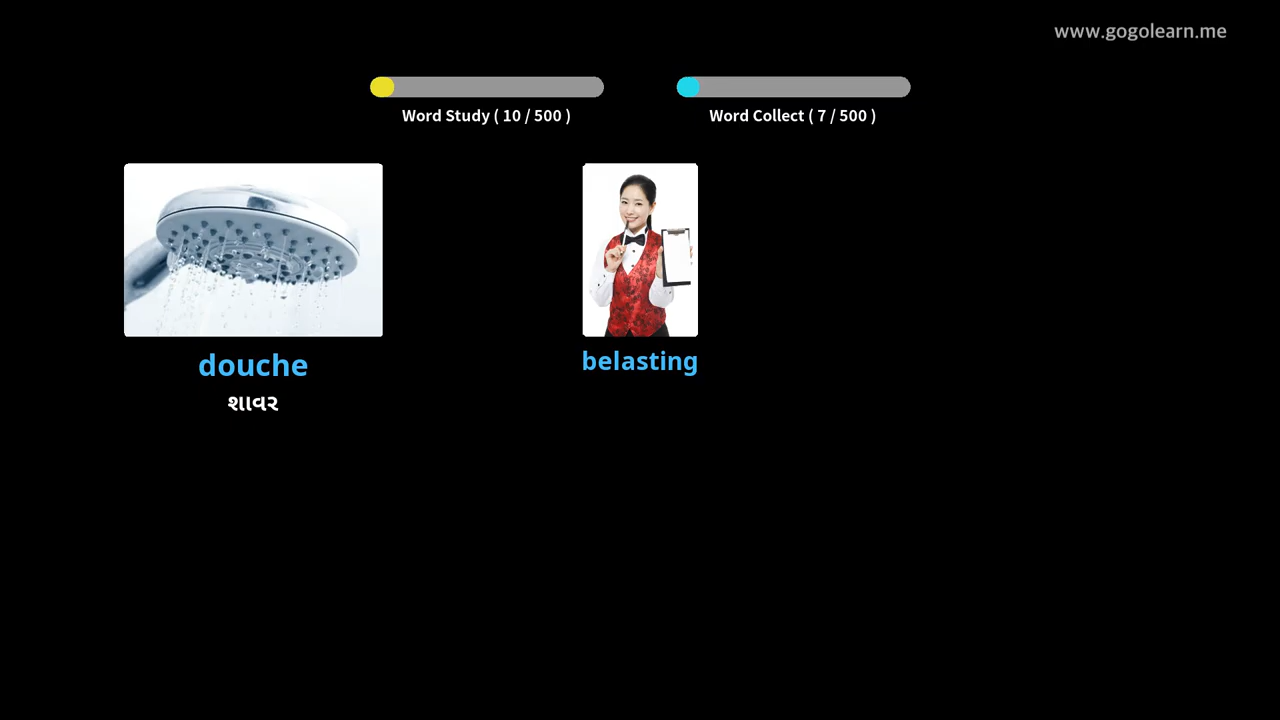 www.gogolearn.me
Word Study ( 10 / 500 )
Word Collect ( 7 / 500 )
douche
શાવર
belasting